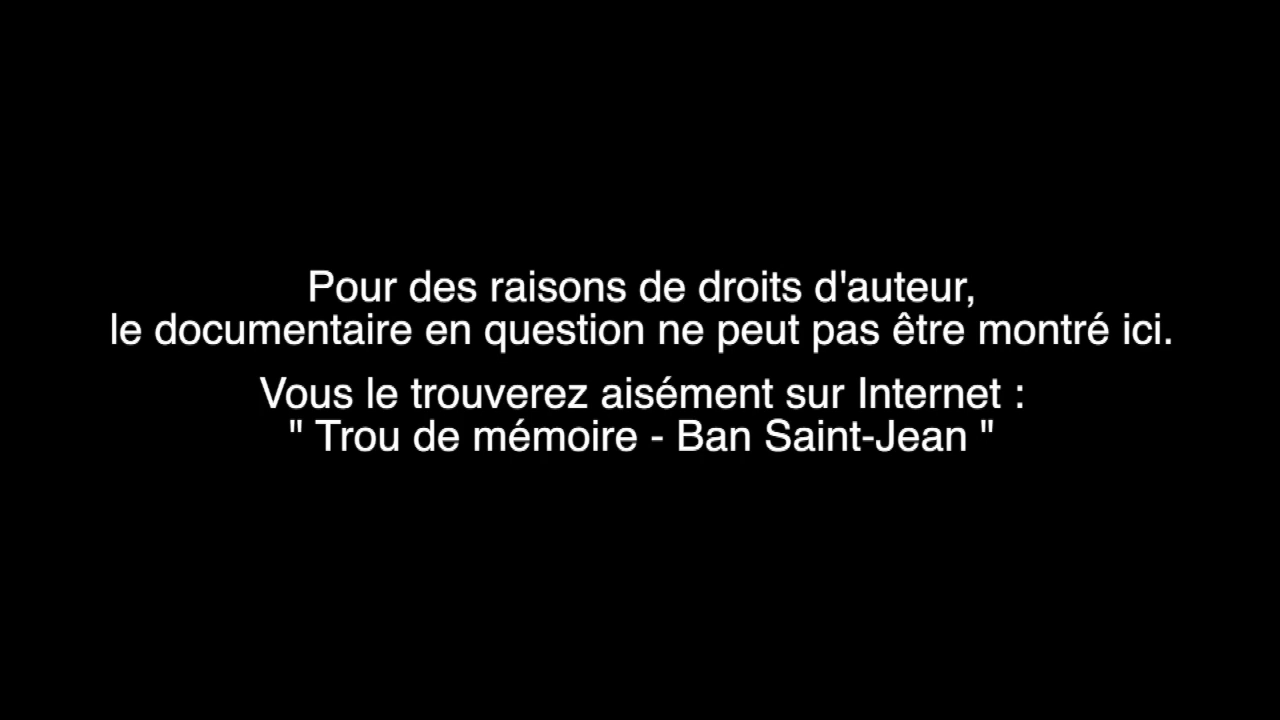 Pour des raisons de droits d'auteur,
le documentaire en question ne peut pas être montré ici.
Vous le trouverez aisément sur Internet :
" Trou de mémoire - Ban Saint-Jean "